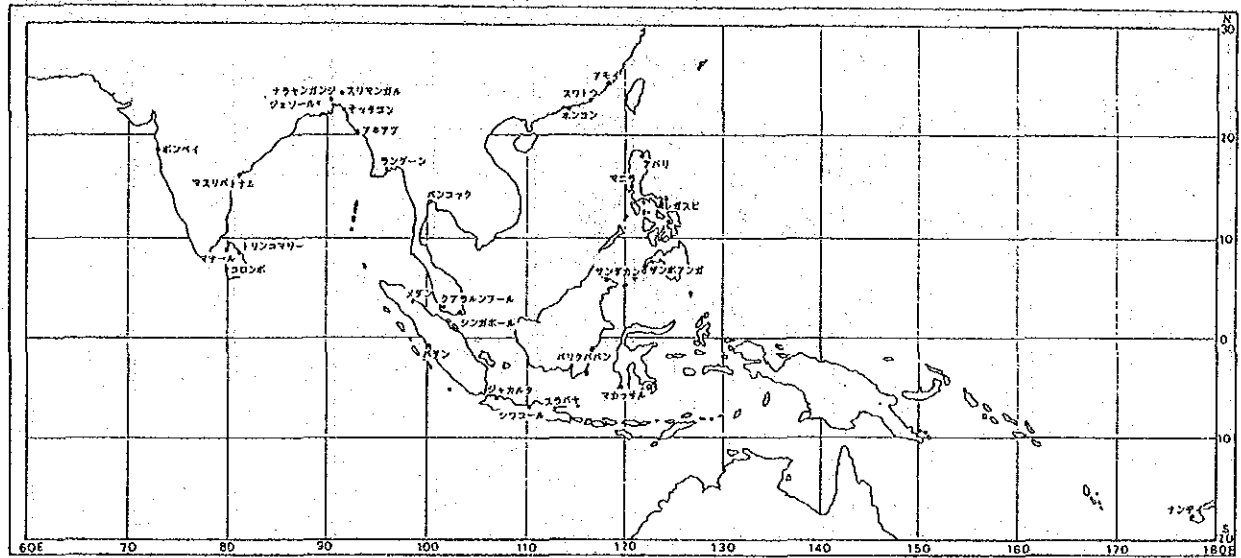 N
30
アモイ
スワトウ
ホンコン
ナラヤンガンジ
スリマンガル
ジェソール
チッタゴン
アキアブ
20
ボンベイ
ラングーン
アパリ
マスリパトナム
マニラ
バンコック
レガスピ
10
トリンコマリー
マナール
コロンボ
サンダカン
ザンボアンガ
メダン
クアラルンプール
シンガポール
0
パダン
バリクパパン
ジャカルタ
スラバヤ
マカッサル
10
ナンディ
S
60E
70
80
90
100
110
120
130
140
150
160
170
180E